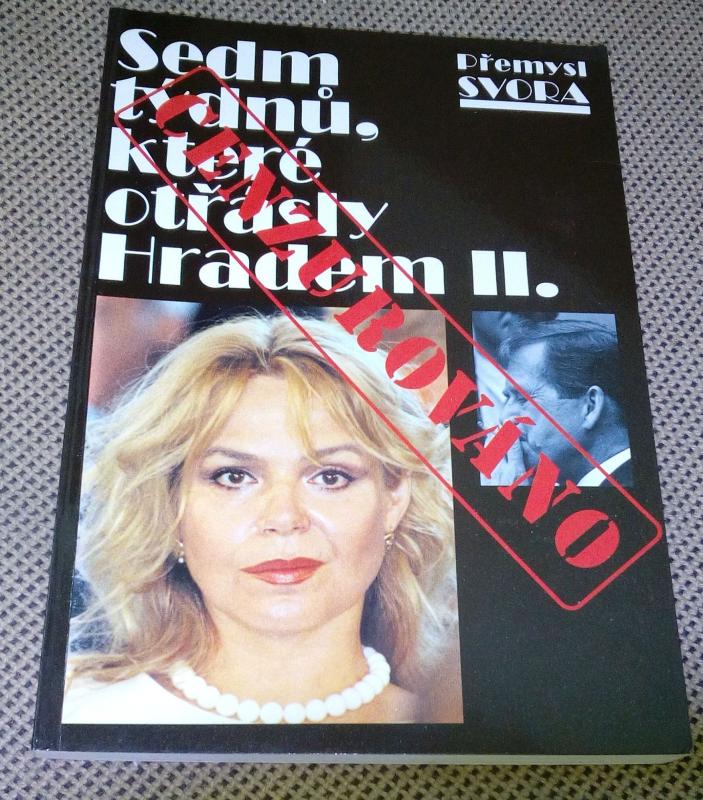 Sedm
týdnů,
které
otřásly
Hradem II.
Přemysl
SVORA
CENZUROVÁNO